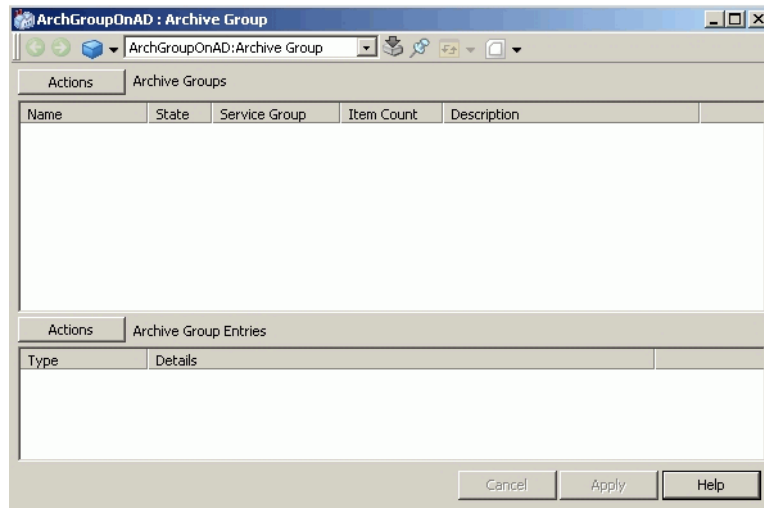 ArchGroupOnAD : Archive Group
ArchGroupOnAD:Archive Group
Actions Archive Groups
Name State Service Group Item Count Description
Actions Archive Group Entries
Type Details
Cancel Apply Help